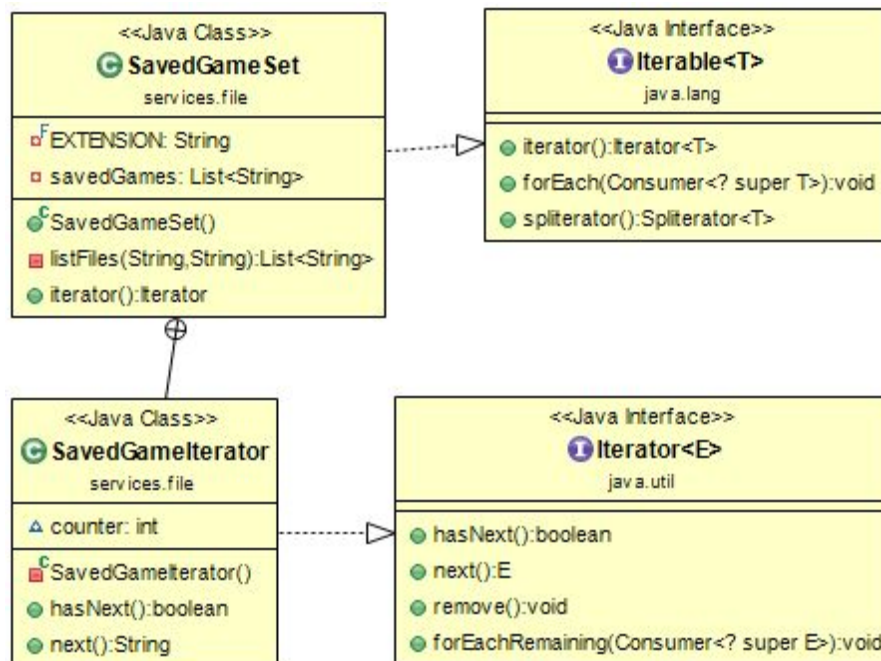 <<Java Class>>
C SavedGameSet
services.file
F EXTENSION: String
savedGames: List<String>
C SavedGameSet()
listFiles(String,String):List<String>
iterator():Iterator
<<Java Interface>>
I Iterable<T>
java.lang
iterator():Iterator<T>
forEach(Consumer<? super T>):void
spliterator():Spliterator<T>
<<Java Class>>
C SavedGameIterator
services.file
counter: int
C SavedGameIterator()
hasNext():boolean
next():String
<<Java Interface>>
I Iterator<E>
java.util
hasNext():boolean
next():E
remove():void
forEachRemaining(Consumer<? super E>):void